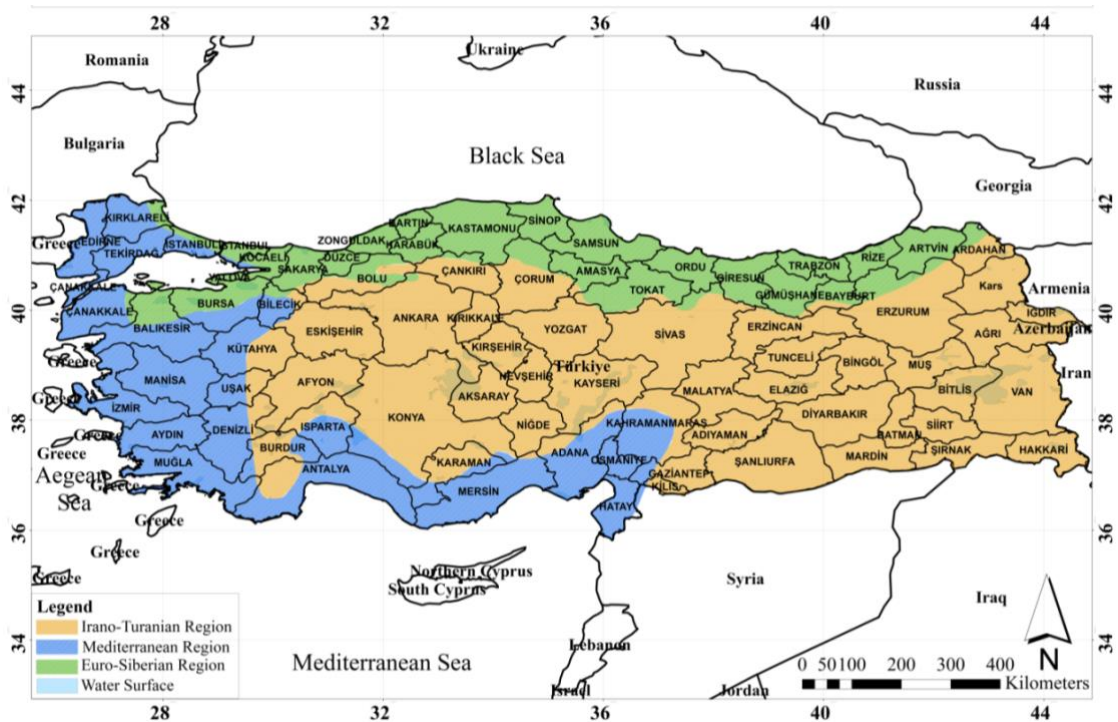 28 32 36 40 44
Romania
Ukraine
Russia
44 44
Bulgaria
Black Sea
Georgia
42 42
KIRKLARELİ
BARTIN
KASTAMONU
SİNOP
Greece
EDİRNE
TEKİRDAĞ
İSTANBUL
İSTANBUL
KOCAELİ
SAKARYA
DÜZCE
ZONGULDAK
KARABÜK
SAMSUN
ORDU
GİRESUN
TRABZON
RİZE
ARTVİN
ARDAHAN
YALOVA
BOLU
ÇANKIRI
ÇORUM
AMASYA
TOKAT
GÜMÜŞHANE
BAYBURT
Kars
Armenia
ÇANAKKALE
ÇANAKKALE
BURSA
BİLECİK
40 40
BALIKESİR
ESKİŞEHİR
ANKARA
KIRIKKALE
YOZGAT
SİVAS
ERZİNCAN
ERZURUM
IĞDIR
AĞRI
Azerbaijan
Greece
KÜTAHYA
KIRŞEHİR
Türkiye
TUNCELİ
BİNGÖL
MUŞ
Iran
MANİSA
UŞAK
AFYON
NEVŞEHİR
KAYSERİ
AKSARAY
MALATYA
ELAZIĞ
BİTLİS
VAN
Greece
38 38
İZMİR
KONYA
DİYARBAKIR
Greece
AYDIN
DENİZLİ
ISPARTA
BURDUR
NİĞDE
KAHRAMANMARAŞ
ADIYAMAN
BATMAN
SİİRT
Greece
Aegean
Sea
MUĞLA
ANTALYA
KARAMAN
MERSİN
ADANA
OSMANİYE
GAZİANTEP
KİLİS
ŞANLIURFA
MARDİN
ŞIRNAK
HAKKARİ
Greece
HATAY
Greece
36 36
Greece
Greece
Northern Cyprus
South Cyprus
Syria
Iraq
Legend
Irano-Turanian Region
Mediterranean Region
Euro-Siberian Region
Water Surface
34 34
Mediterranean Sea
Lebanon
Israel
Jordan
N
0 50 100 200 300 400
Kilometers
28 32 36 40 44